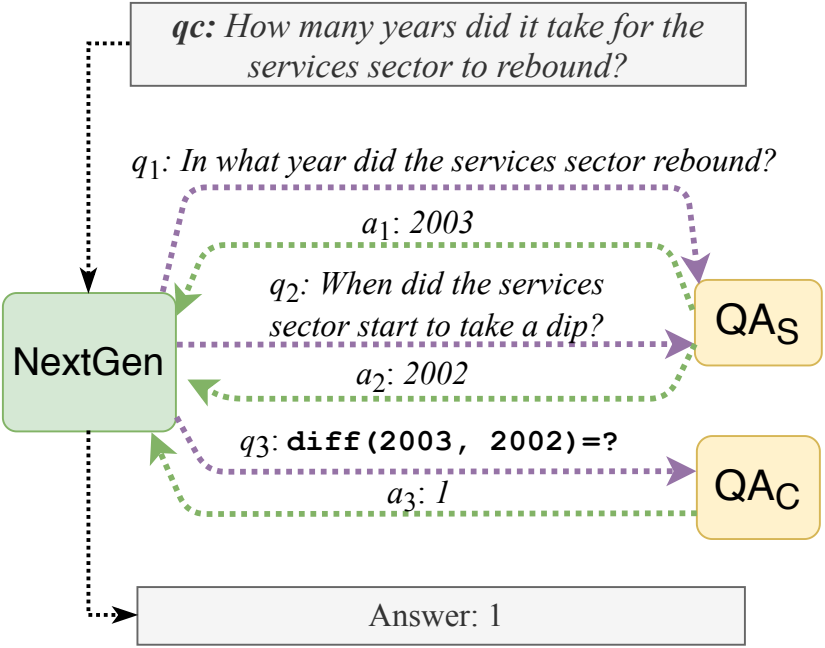 qc: How many years did it take for the
services sector to rebound?
q1: In what year did the services sector rebound?
a1: 2003
q2: When did the services
sector start to take a dip?
QAS
NextGen
a2: 2002
q3: diff(2003, 2002)=?
QAC
a3: 1
Answer: 1